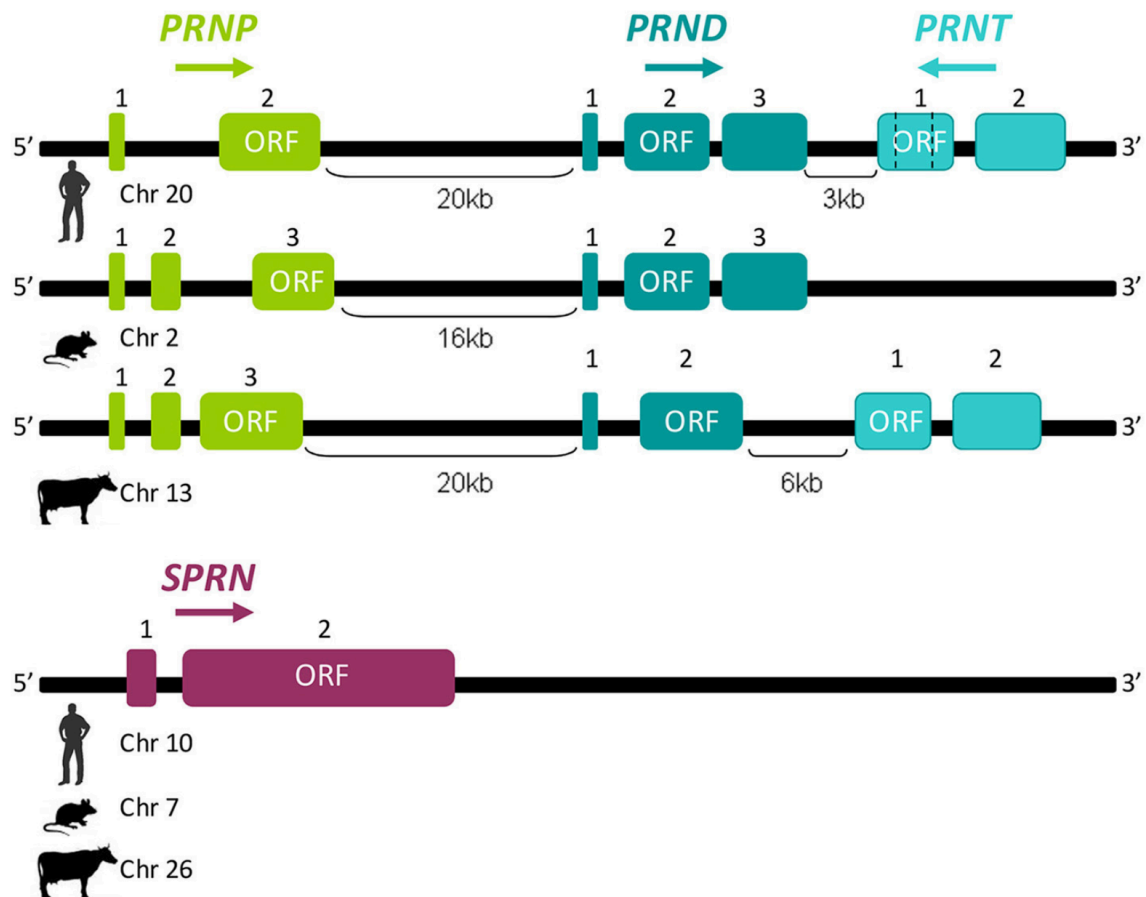 PRNP PRND PRNT
1 2 1 2 3 1 2
5’ ORF ORF ORF 3’
Chr 20 20kb 3kb
1 2 3 1 2 3
5’ ORF ORF 3’
Chr 2 16kb
1 2 3 1 2 1 2
5’ ORF ORF ORF 3’
Chr 13 20kb 6kb
SPRN
1 2
5’ ORF 3’
Chr 10
Chr 7
Chr 26